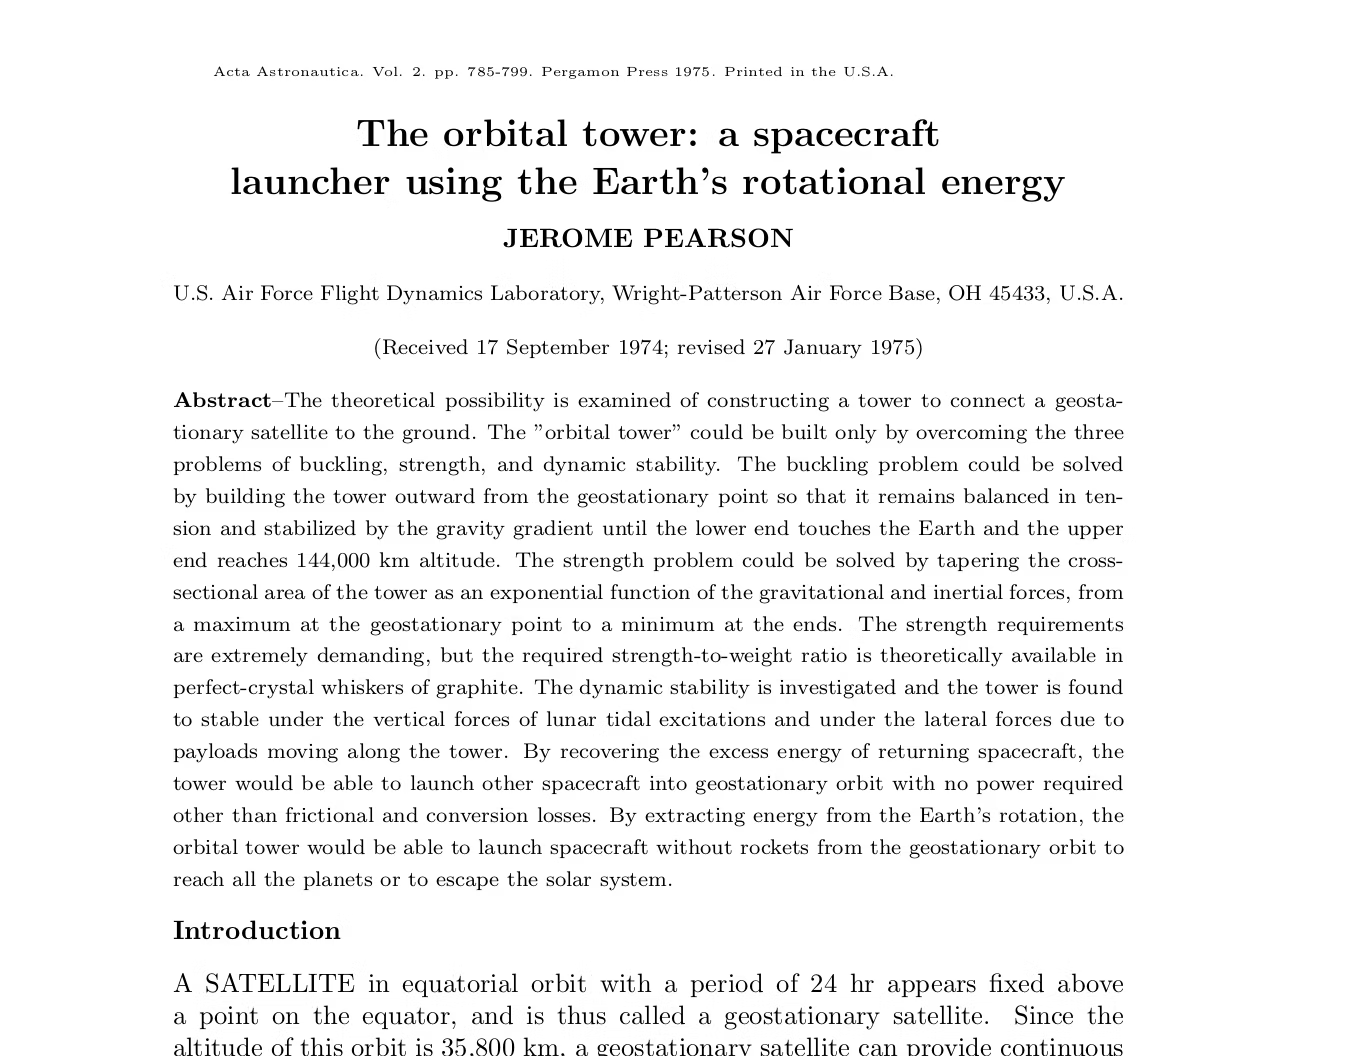 Acta Astronautica. Vol. 2. pp. 785-799. Pergamon Press 1975. Printed in the U.S.A.
The orbital tower: a spacecraft
launcher using the Earth's rotational energy
JEROME PEARSON
U.S. Air Force Flight Dynamics Laboratory, Wright-Patterson Air Force Base, OH 45433, U.S.A.
(Received 17 September 1974; revised 27 January 1975)
Abstract–The theoretical possibility is examined of constructing a tower to connect a geosta-
tionary satellite to the ground. The ”orbital tower” could be built only by overcoming the three
problems of buckling, strength, and dynamic stability. The buckling problem could be solved
by building the tower outward from the geostationary point so that it remains balanced in ten-
sion and stabilized by the gravity gradient until the lower end touches the Earth and the upper
end reaches 144,000 km altitude. The strength problem could be solved by tapering the cross-
sectional area of the tower as an exponential function of the gravitational and inertial forces, from
a maximum at the geostationary point to a minimum at the ends. The strength requirements
are extremely demanding, but the required strength-to-weight ratio is theoretically available in
perfect-crystal whiskers of graphite. The dynamic stability is investigated and the tower is found
to stable under the vertical forces of lunar tidal excitations and under the lateral forces due to
payloads moving along the tower. By recovering the excess energy of returning spacecraft, the
tower would be able to launch other spacecraft into geostationary orbit with no power required
other than frictional and conversion losses. By extracting energy from the Earth's rotation, the
orbital tower would be able to launch spacecraft without rockets from the geostationary orbit to
reach all the planets or to escape the solar system.
Introduction
A SATELLITE in equatorial orbit with a period of 24 hr appears fixed above
a point on the equator, and is thus called a geostationary satellite. Since the
altitude of this orbit is 35,800 km, a geostationary satellite can provide continuous